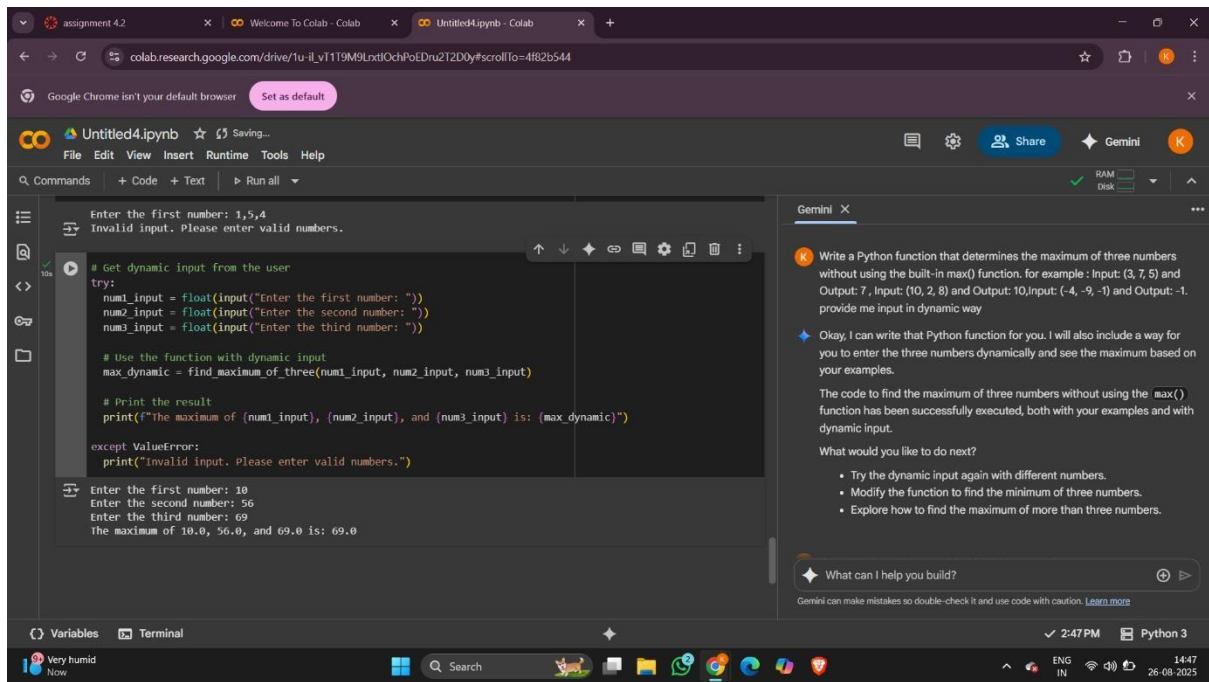 assignment 4.2
Welcome To Colab - Colab
Untitled4.ipynb - Colab
colab.research.google.com/drive/1u-il_vT1T9M9LrxtIOchPoEDru2T2D0y#scrollTo=4f82b544
K
Google Chrome isn't your default browser
Set as default
CO
Untitled4.ipynb
Saving...
Share
Gemini
K
File Edit View Insert Runtime Tools Help
Commands
+ Code
+ Text
Run all
RAM
Disk
Enter the first number: 1,5,4
Invalid input. Please enter valid numbers.
10s
# Get dynamic input from the user
try:
num1_input = float(input("Enter the first number: "))
num2_input = float(input("Enter the second number: "))
num3_input = float(input("Enter the third number: "))
# Use the function with dynamic input
max_dynamic = find_maximum_of_three(num1_input, num2_input, num3_input)
# Print the result
print(f"The maximum of {num1_input}, {num2_input}, and {num3_input} is: {max_dynamic}")
except ValueError:
print("Invalid input. Please enter valid numbers.")
Enter the first number: 10
Enter the second number: 56
Enter the third number: 69
The maximum of 10.0, 56.0, and 69.0 is: 69.0
Gemini
K
Write a Python function that determines the maximum of three numbers
without using the built-in max() function. for example : Input: (3, 7, 5) and
Output: 7 , Input: (10, 2, 8) and Output: 10,Input: (-4, -9, -1) and Output: -1.
provide me input in dynamic way
Okay, I can write that Python function for you. I will also include a way for
you to enter the three numbers dynamically and see the maximum based on
your examples.
The code to find the maximum of three numbers without using the max()
function has been successfully executed, both with your examples and with
dynamic input.
What would you like to do next?
• Try the dynamic input again with different numbers.
• Modify the function to find the minimum of three numbers.
• Explore how to find the maximum of more than three numbers.
What can I help you build?
Gemini can make mistakes so double-check it and use code with caution. Learn more
Variables
Terminal
2:47 PM
Python 3
9+
Very humid
Now
Search
ENG
IN
14:47
26-08-2025